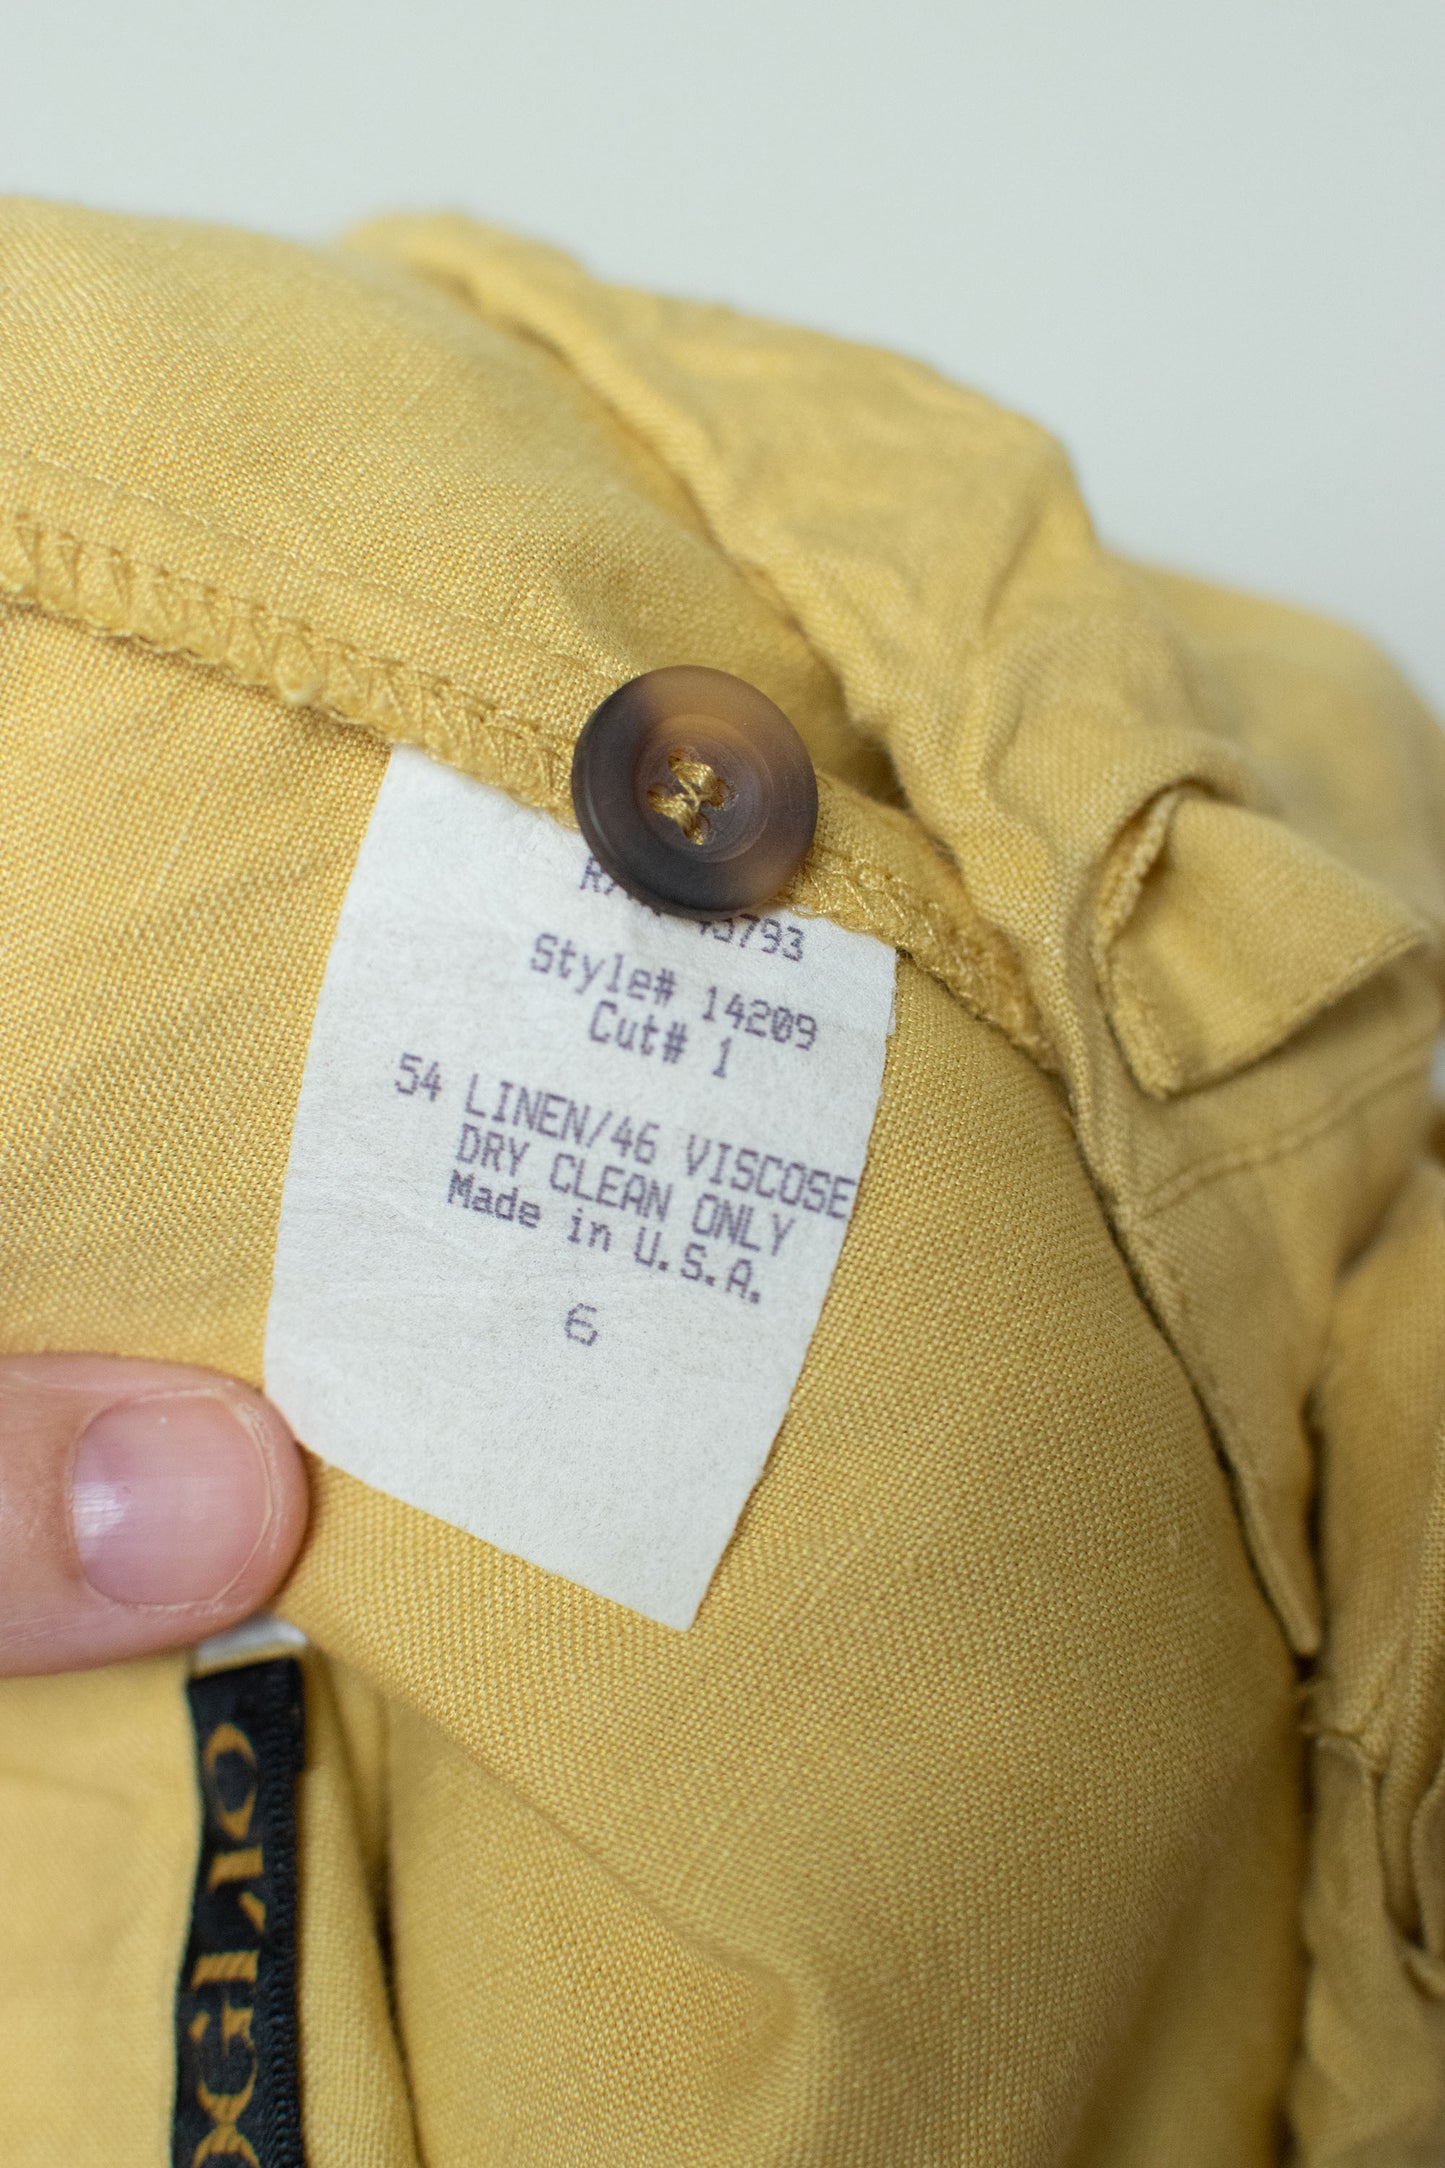 Style# 14209
Cut# 1
54 LINEN/46 VISCOSE
DRY CLEAN ONLY
Made in U.S.A.
6